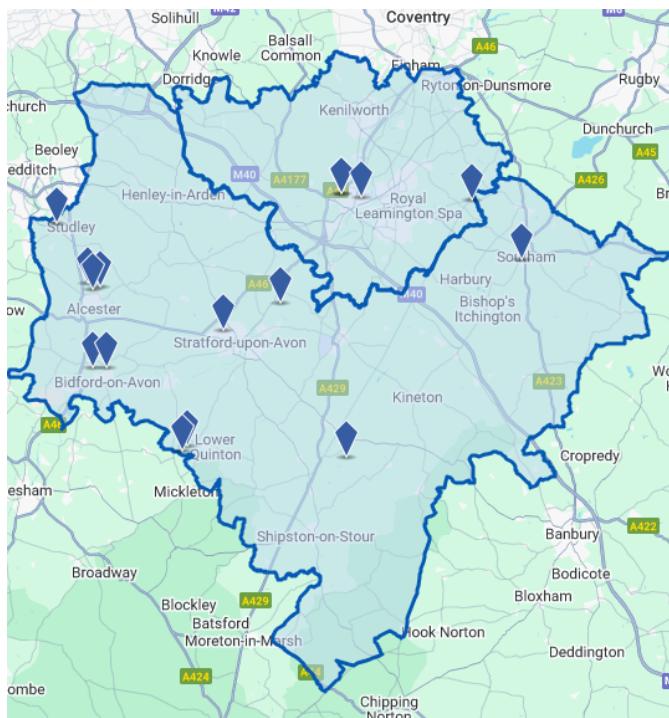 Solihull
M42
Coventry
M6
Balsall
Common
A46
Knowle
Finham
Rugby
Dorridge
Ryton-on-Dunsmore
church
Kenilworth
Dunchurch
Beoley
A45
edditch
M40
A4177
A426
Henley-in-Arden
Royal
Leamington Spa
Studley
Southam
Harbury
A46
M40
Bishop's
Itchington
Alcester
Stratford-upon-Avon
Bidford-on-Avon
A429
A423
Kineton
A46
Lower
Quinton
Cropredy
esham
Mickleton
A422
Shipston-on-Stour
Banbury
Broadway
Bodicote
A429
Blockley
Bloxham
Batsford
Moreton-in-Marsh
Hook Norton
Deddington
A424
ombe
Chipping
Norton